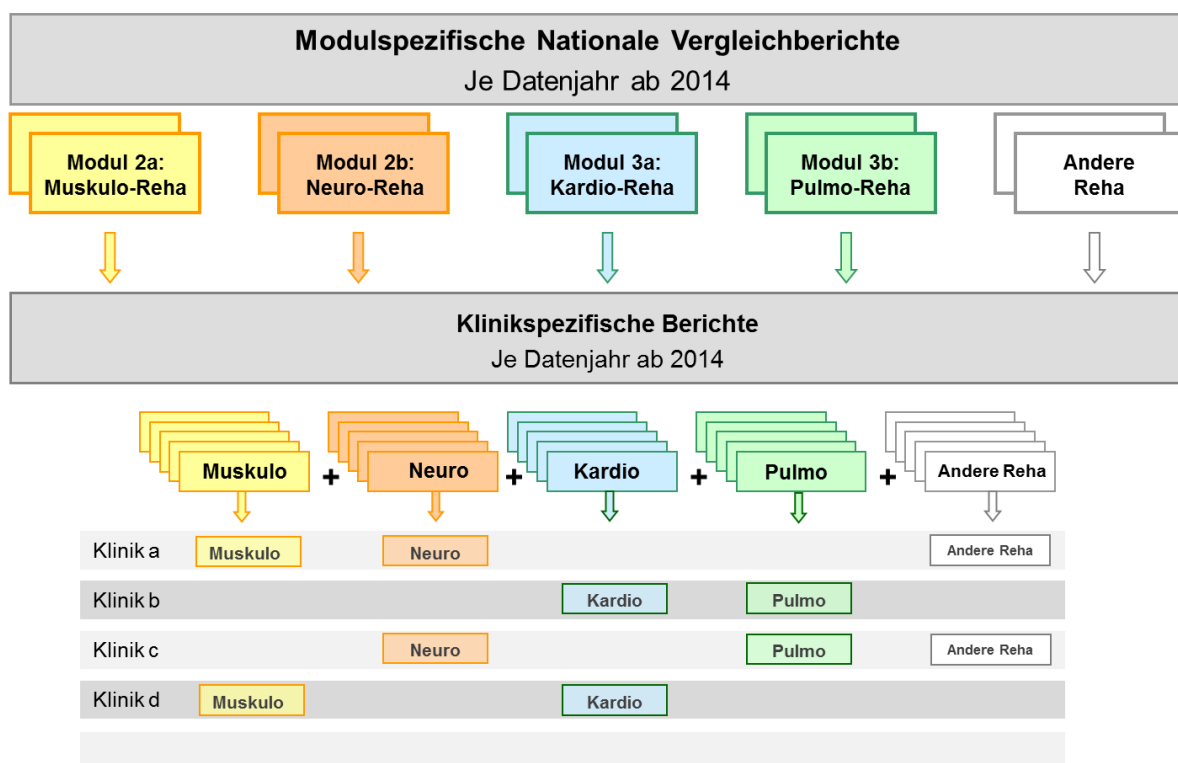 Modulspezifische Nationale Vergleichberichte
Je Datenjahr ab 2014
Modul 2a:
Muskulo-Reha
Modul 2b:
Neuro-Reha
Modul 3a:
Kardio-Reha
Modul 3b:
Pulmo-Reha
Andere
Reha
Klinikspezifische Berichte
Je Datenjahr ab 2014
Muskulo + Neuro + Kardio + Pulmo + Andere Reha
Klinik a Muskulo Neuro Andere Reha
Klinik b Kardio Pulmo
Klinik c Neuro Pulmo Andere Reha
Klinik d Muskulo Kardio